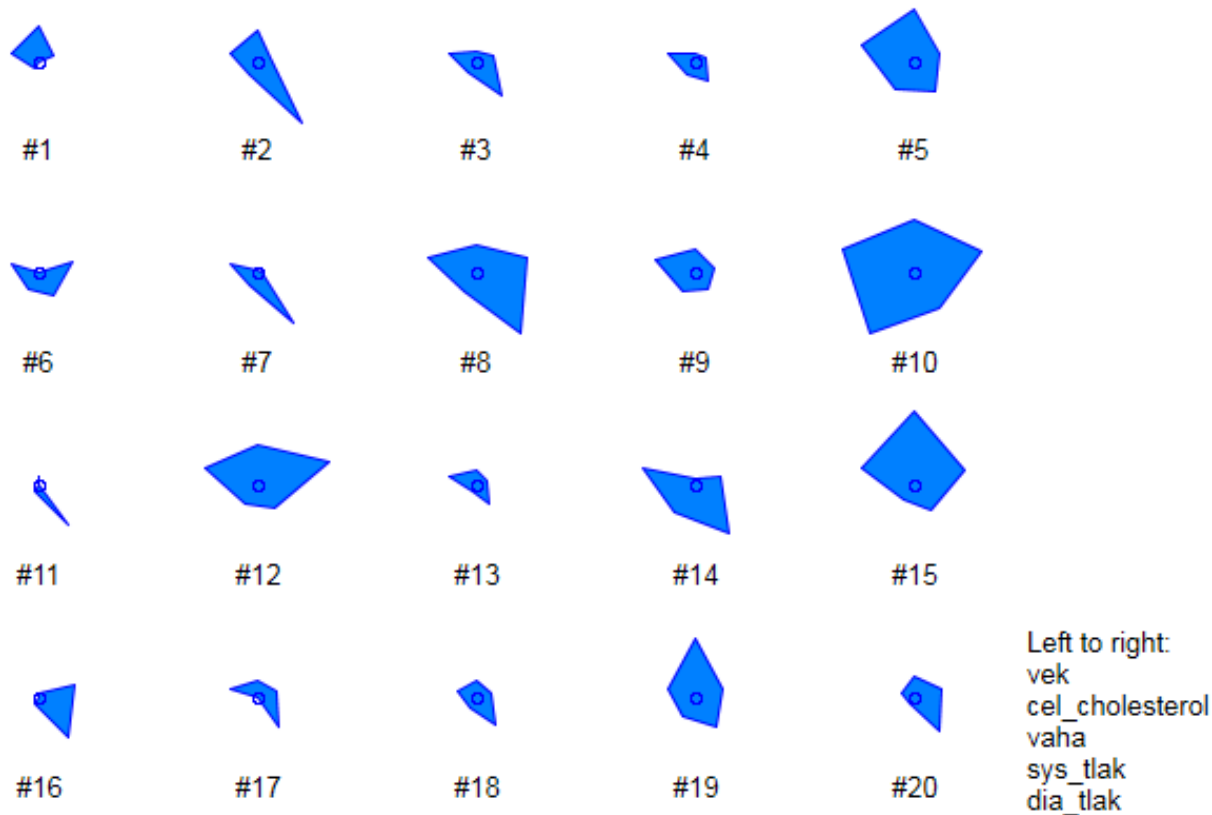 #1 #2 #3 #4 #5
#6 #7 #8 #9 #10
#11 #12 #13 #14 #15
#16 #17 #18 #19 #20
Left to right:
vek
cel_cholesterol
vaha
sys_tlak
dia_tlak